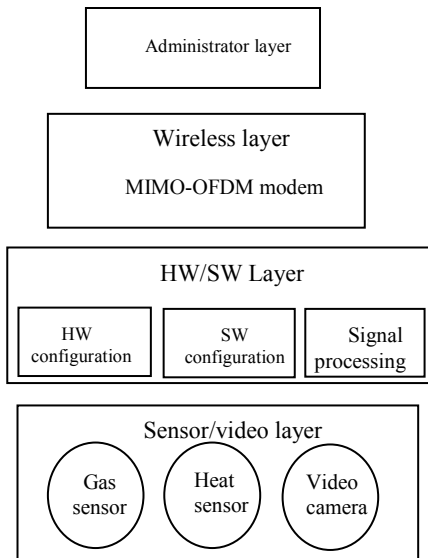 Administrator layer
Wireless layer
MIMO-OFDM modem
HW/SW Layer
HW
configuration
SW
configuration
Signal
processing
Sensor/video layer
Gas
sensor
Heat
sensor
Video
camera